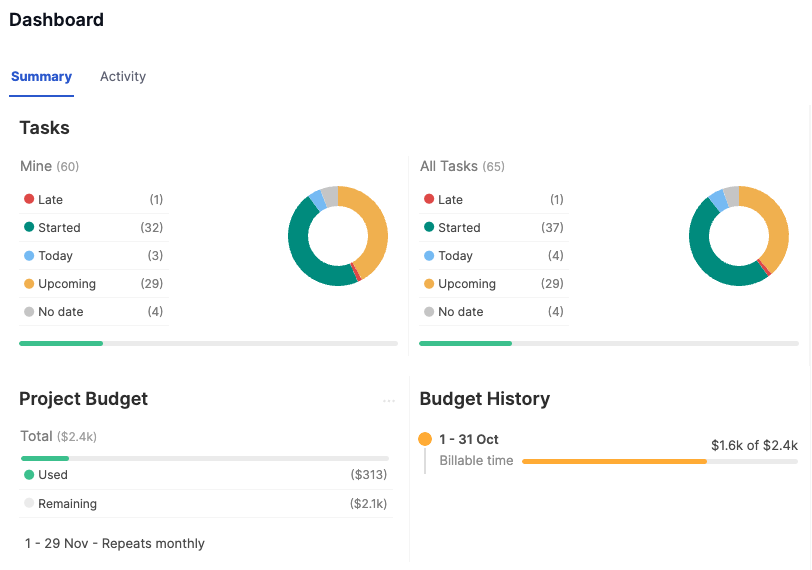 Dashboard
Summary Activity
Tasks
Mine (60)
Late (1)
Started (32)
Today (3)
Upcoming (29)
No date (4)
All Tasks (65)
Late (1)
Started (37)
Today (4)
Upcoming (29)
No date (4)
Project Budget
Total ($2.4k)
Used ($313)
Remaining ($2.1k)
1 - 29 Nov - Repeats monthly
Budget History
1 - 31 Oct
$1.6k of $2.4k
Billable time